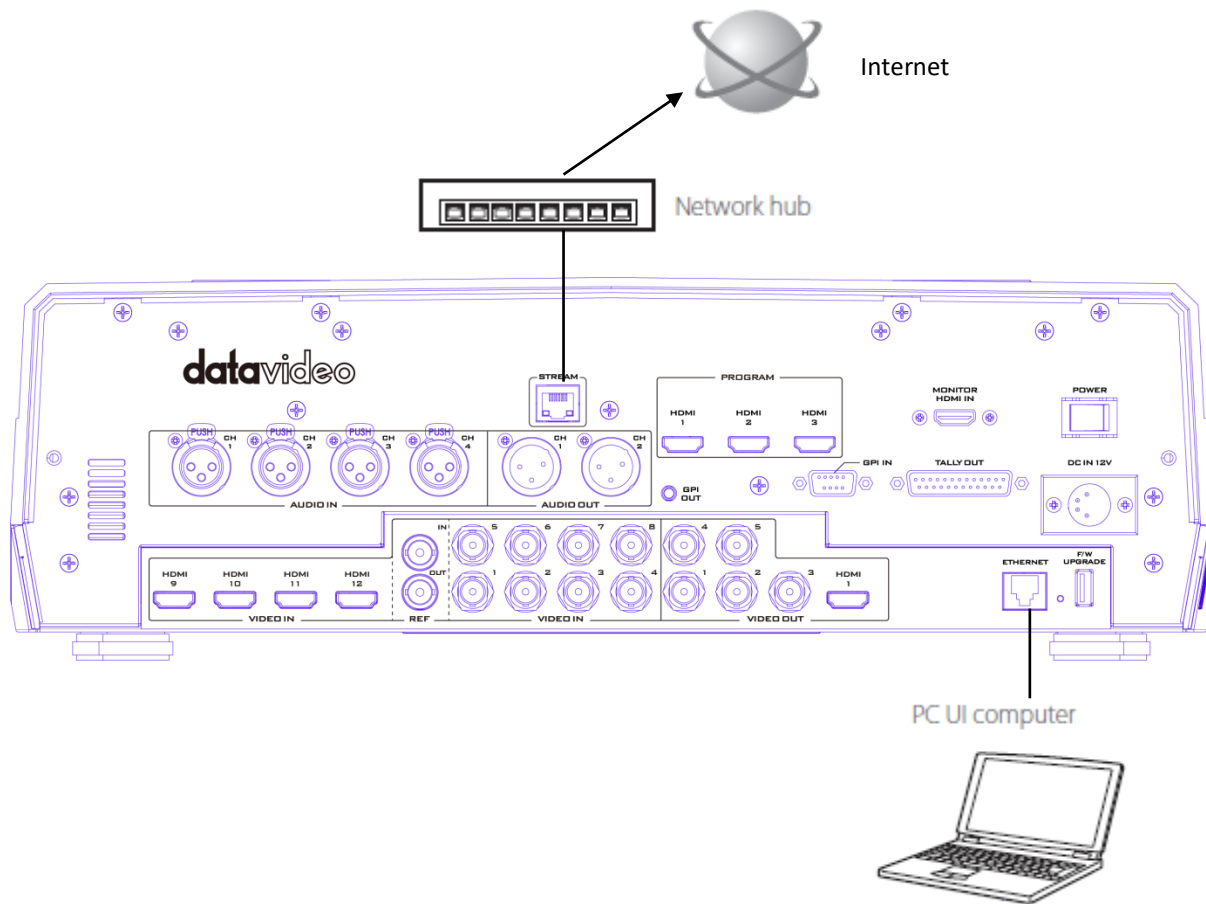 Internet
Network hub
datavideo
STREAM
PROGRAM
HDMI 1
HDMI 2
HDMI 3
MONITOR
HDMI IN
POWER
PUSH
CH 1
PUSH
CH 2
PUSH
CH 3
PUSH
CH 4
CH 1
CH 2
AUDIO IN
AUDIO OUT
GPI
OUT
GPI IN
TALLY OUT
DC IN 12V
IN
OUT
REF
5
6
7
8
4
5
HDMI
9
HDMI
10
HDMI
11
HDMI
12
VIDEO IN
1
2
3
4
VIDEO IN
1
2
3
HDMI
1
VIDEO OUT
ETHERNET
F/W
UPGRADE
PC UI computer